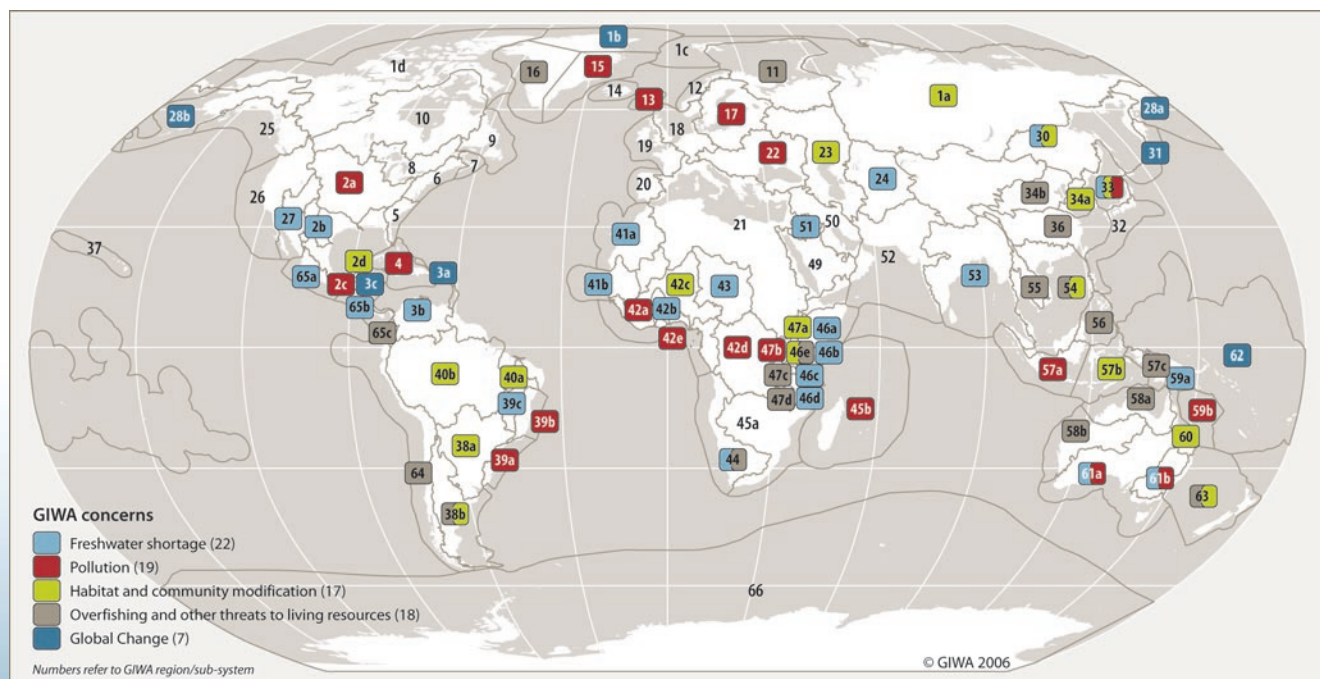 1b
1c
1d
16
15
11
14
12
13
1a
28b
10
17
28a
25
18
9
30
19
22
23
31
8
7
2a
6
20
24
34b
33
26
34a
5
27
2b
21
50
36
32
41a
51
37
2d
4
52
49
65a
2c
3c
3a
41b
42c
43
53
55
54
65b
3b
42a
42b
56
65c
42e
47a
46a
42d
47b
46e
46b
62
40b
40a
47c
46c
57a
57b
57c
59a
39c
47d
46d
58a
39b
45b
59b
45a
58b
60
38a
39a
44
64
61a
61b
38b
63
GIWA concerns
Freshwater shortage (22)
Pollution (19)
Habitat and community modification (17)
Overfishing and other threats to living resources (18)
Global Change (7)
66
Numbers refer to GIWA region/sub-system
© GIWA 2006